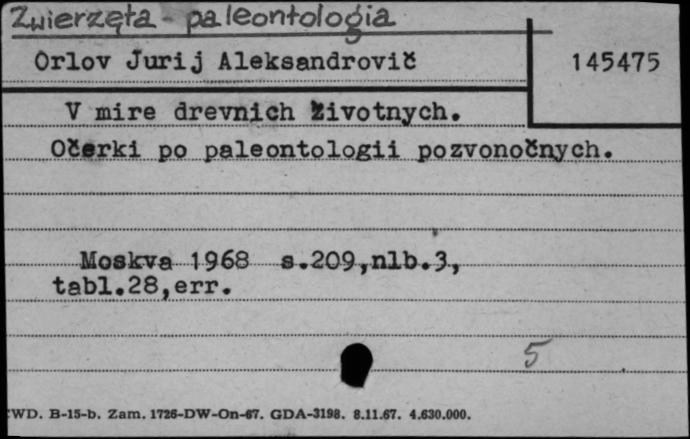 Zwierzęta - paleontologia
Orlov Jurij Aleksandrovič
145475
V mire drevnich životnych.
Očerki po paleontologii pozvonočnych.
Moskva 1968 s.209,nlb.3,
tabl.28,err.
5
WD. B-15-b. Zam. 1726-DW-On-67. GDA-3198. 8.11.67. 4.630.000.